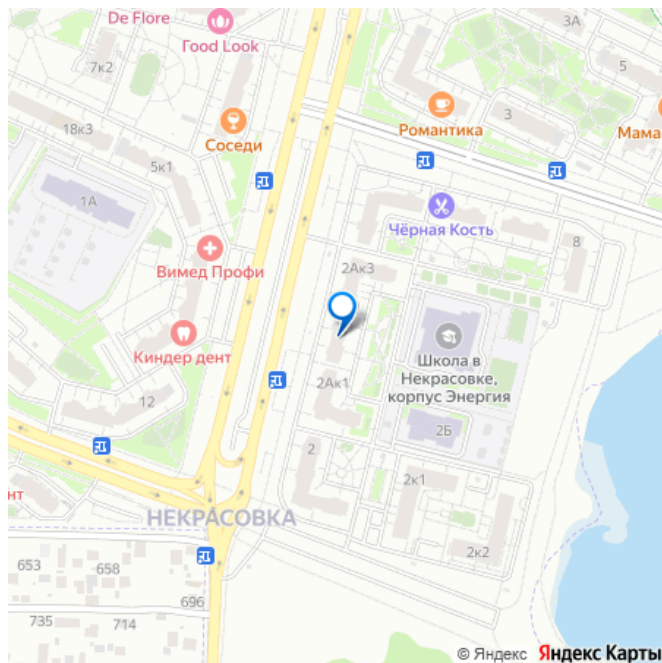 De Flore
Food Look
3А
7к2
5
Романтика
3
Мама
18к3
Соседи
5к1
1А
Чёрная Кость
8
Вимед Профи
2Ак3
Киндер дент
Школа в
Некрасовке,
корпус Энергия
2Ак1
12
2Б
2
2к1
нт
НЕКРАСОВКА
2к2
653
658
696
735
714
© Яндекс Яндекс Карты